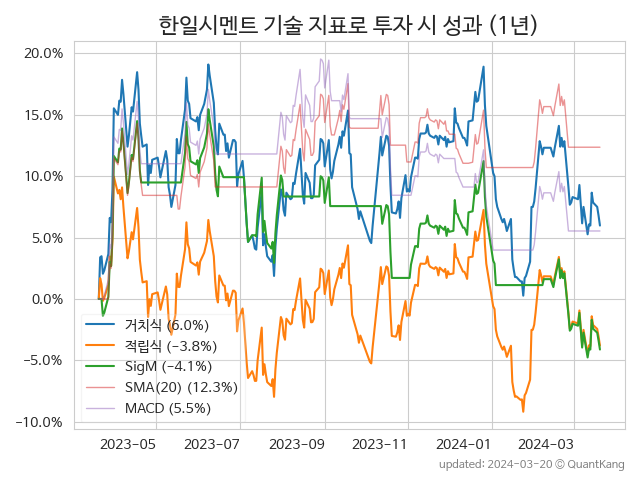 한일시멘트 기술 지표로 투자 시 성과 (1년)
20.0%
15.0%
10.0%
5.0%
0.0%
−5.0%
−10.0%
거치식 (6.0%)
적립식 (−3.8%)
SigM (−4.1%)
SMA(20) (12.3%)
MACD (5.5%)
2023-05 2023-07 2023-09 2023-11 2024-01 2024-03
updated: 2024-03-20 © QuantKang